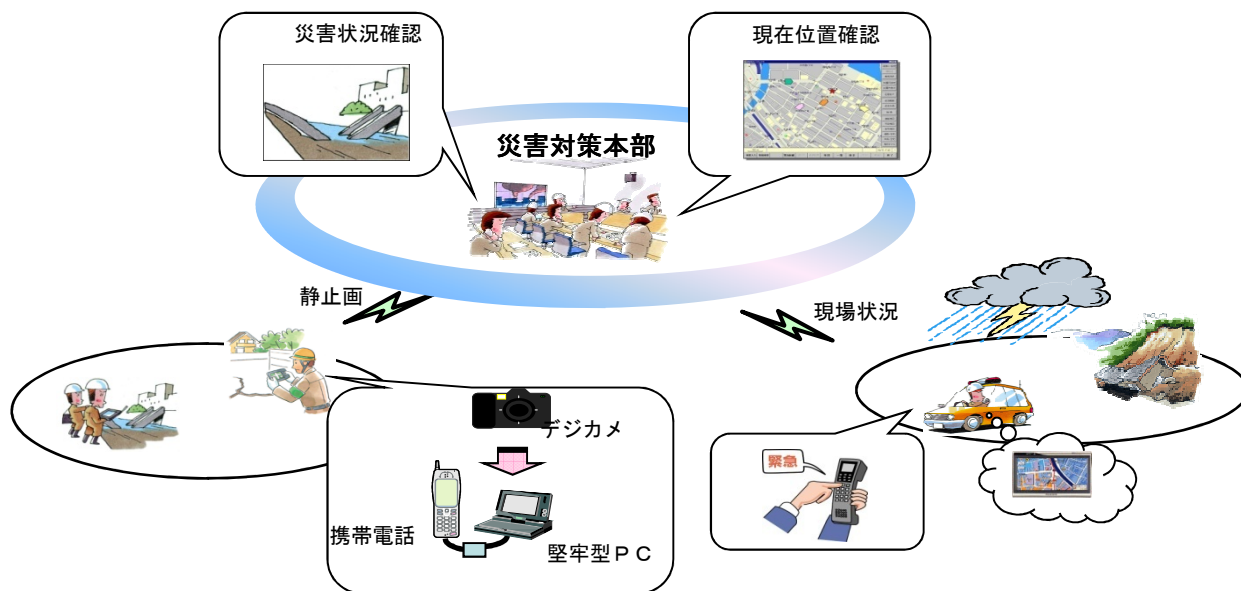 災害状況確認
現在位置確認
災害対策本部
静止画
現場状況
デジカメ
緊急
携帯電話
堅牢型ＰＣ